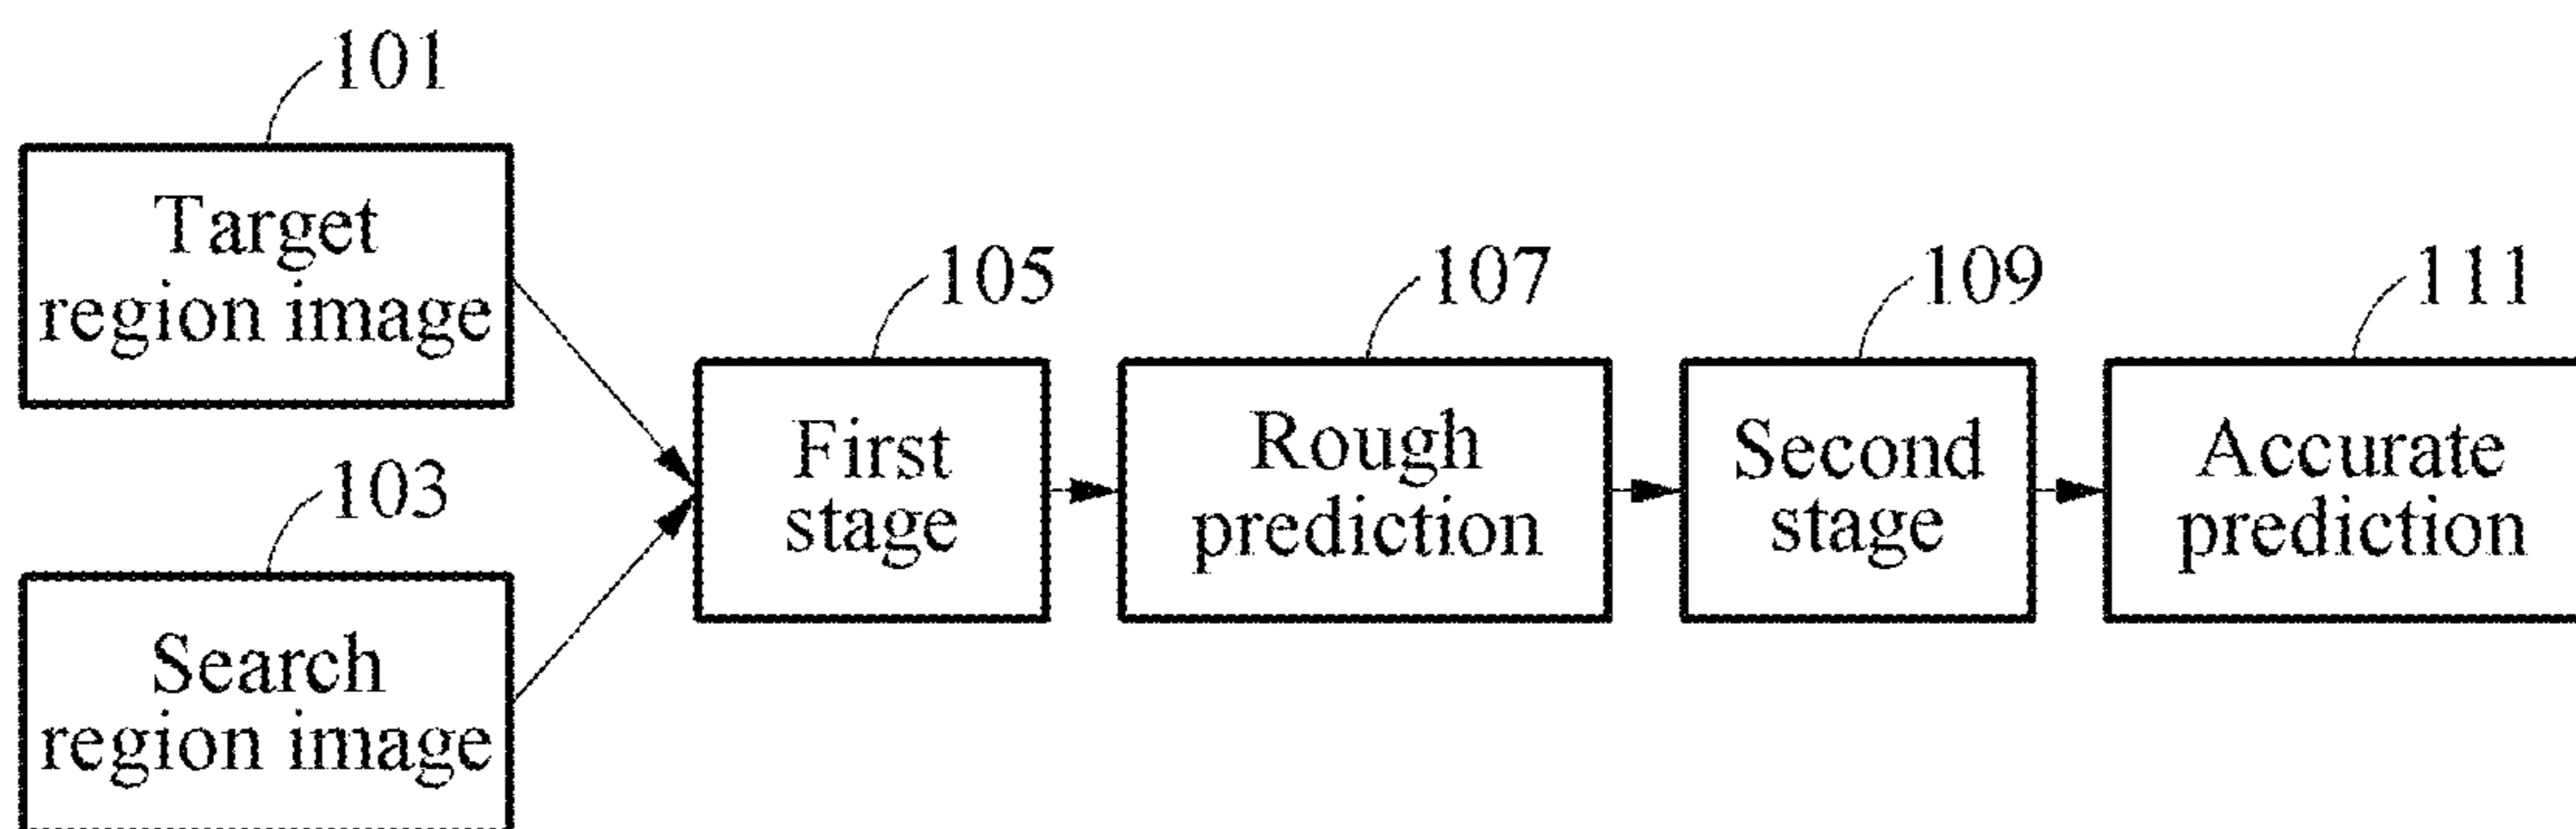 101
Target
region image
103
Search
region image
105
First
stage
107
Rough
prediction
109
Second
stage
111
Accurate
prediction